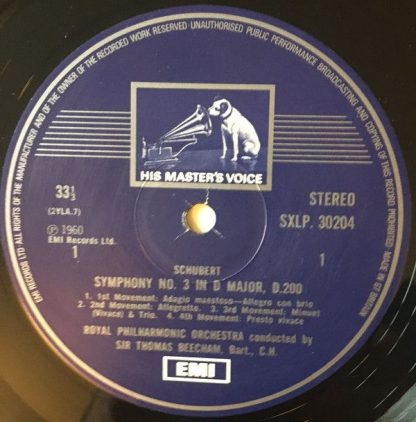 EMI RECORDS LTD ALL RIGHTS OF THE MANUFACTURER AND OF THE OWNER OF THE RECORDED WORK RESERVED UNAUTHORISED PUBLIC PERFORMANCE BROADCASTING AND COPYING OF THIS RECORD PROHIBITED MADE IN GT BRITAIN
HIS MASTER'S VOICE
33⅓
STEREO
(2YLA.7)
SXLP. 30204
℗ 1960
EMI Records Ltd.
1
1
SCHUBERT
SYMPHONY NO. 3 IN D MAJOR, D.200
1. 1st Movement: Adagio maestoso—Allegro con brio
2. 2nd Movement: Allegretto. 3. 3rd Movement: Minuet
(Vivace) & Trio. 4. 4th Movement: Presto vivace
ROYAL PHILHARMONIC ORCHESTRA conducted by
SIR THOMAS BEECHAM, Bart., C.H.
EMI